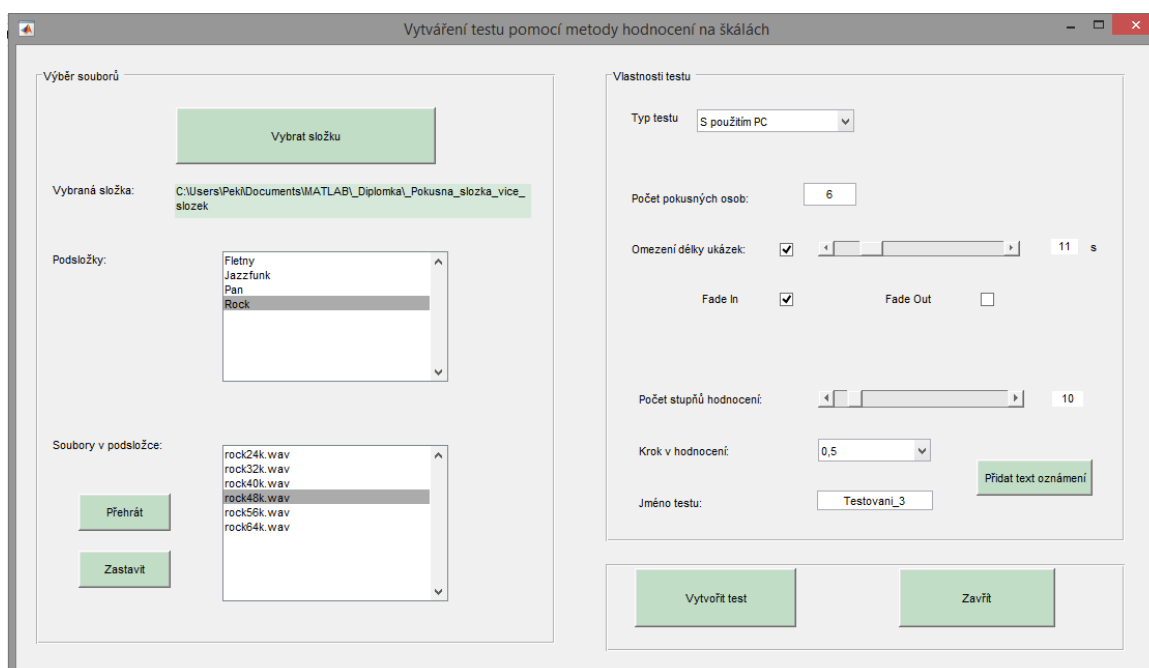 Vytváření testu pomocí metody hodnocení na škálách
Výběr souborů
Vybrat složku
Vybraná složka:
C:\Users\Peki\Documents\MATLAB\_Diplomka\_Pokusna_slozka_vice_
slozek
Podsložky:
Fletny
Jazzfunk
Pan
Rock
Soubory v podsložce:
rock24k.wav
rock32k.wav
rock40k.wav
rock48k.wav
rock56k.wav
rock64k.wav
Přehrát
Zastavit
Vlastnosti testu
Typ testu
S použitím PC
Počet pokusných osob:
6
Omezení délky ukázek:
11 s
Fade In
Fade Out
Počet stupňů hodnocení:
10
Krok v hodnocení:
0,5
Přidat text oznámení
Jméno testu:
Testovani_3
Vytvořit test
Zavřít